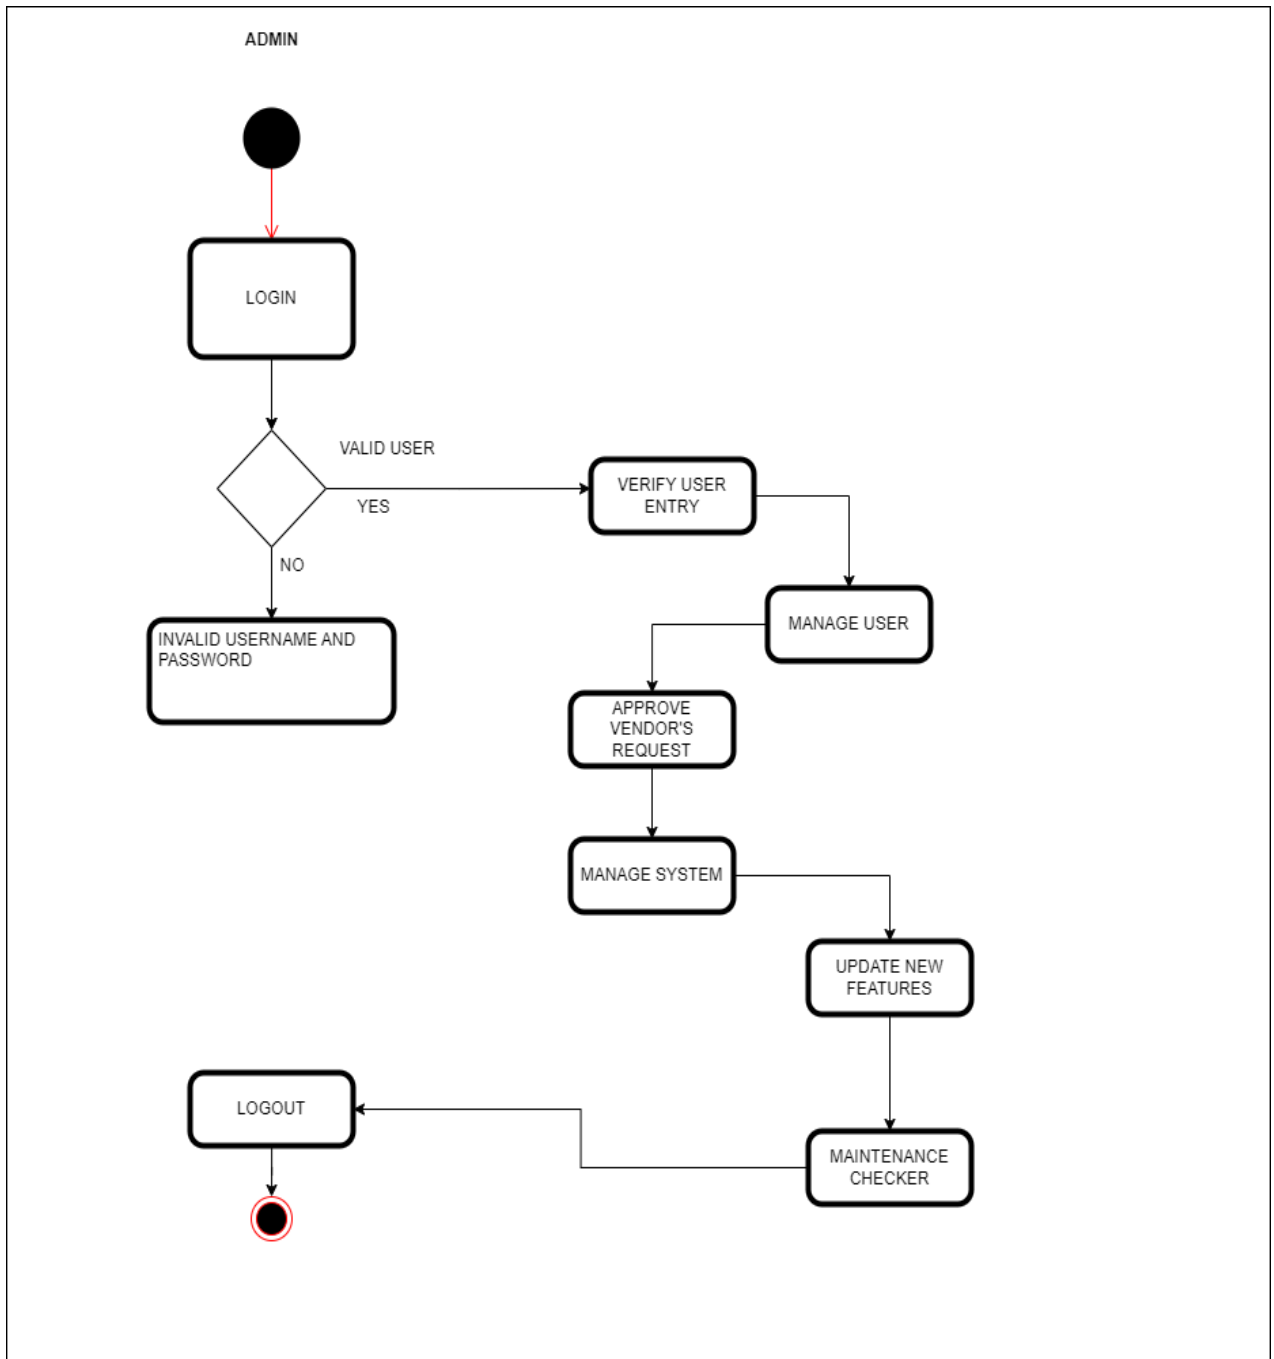 ADMIN
LOGIN
VALID USER
YES
NO
VERIFY USER
ENTRY
MANAGE USER
INVALID USERNAME AND
PASSWORD
APPROVE
VENDOR'S
REQUEST
MANAGE SYSTEM
UPDATE NEW
FEATURES
MAINTENANCE
CHECKER
LOGOUT